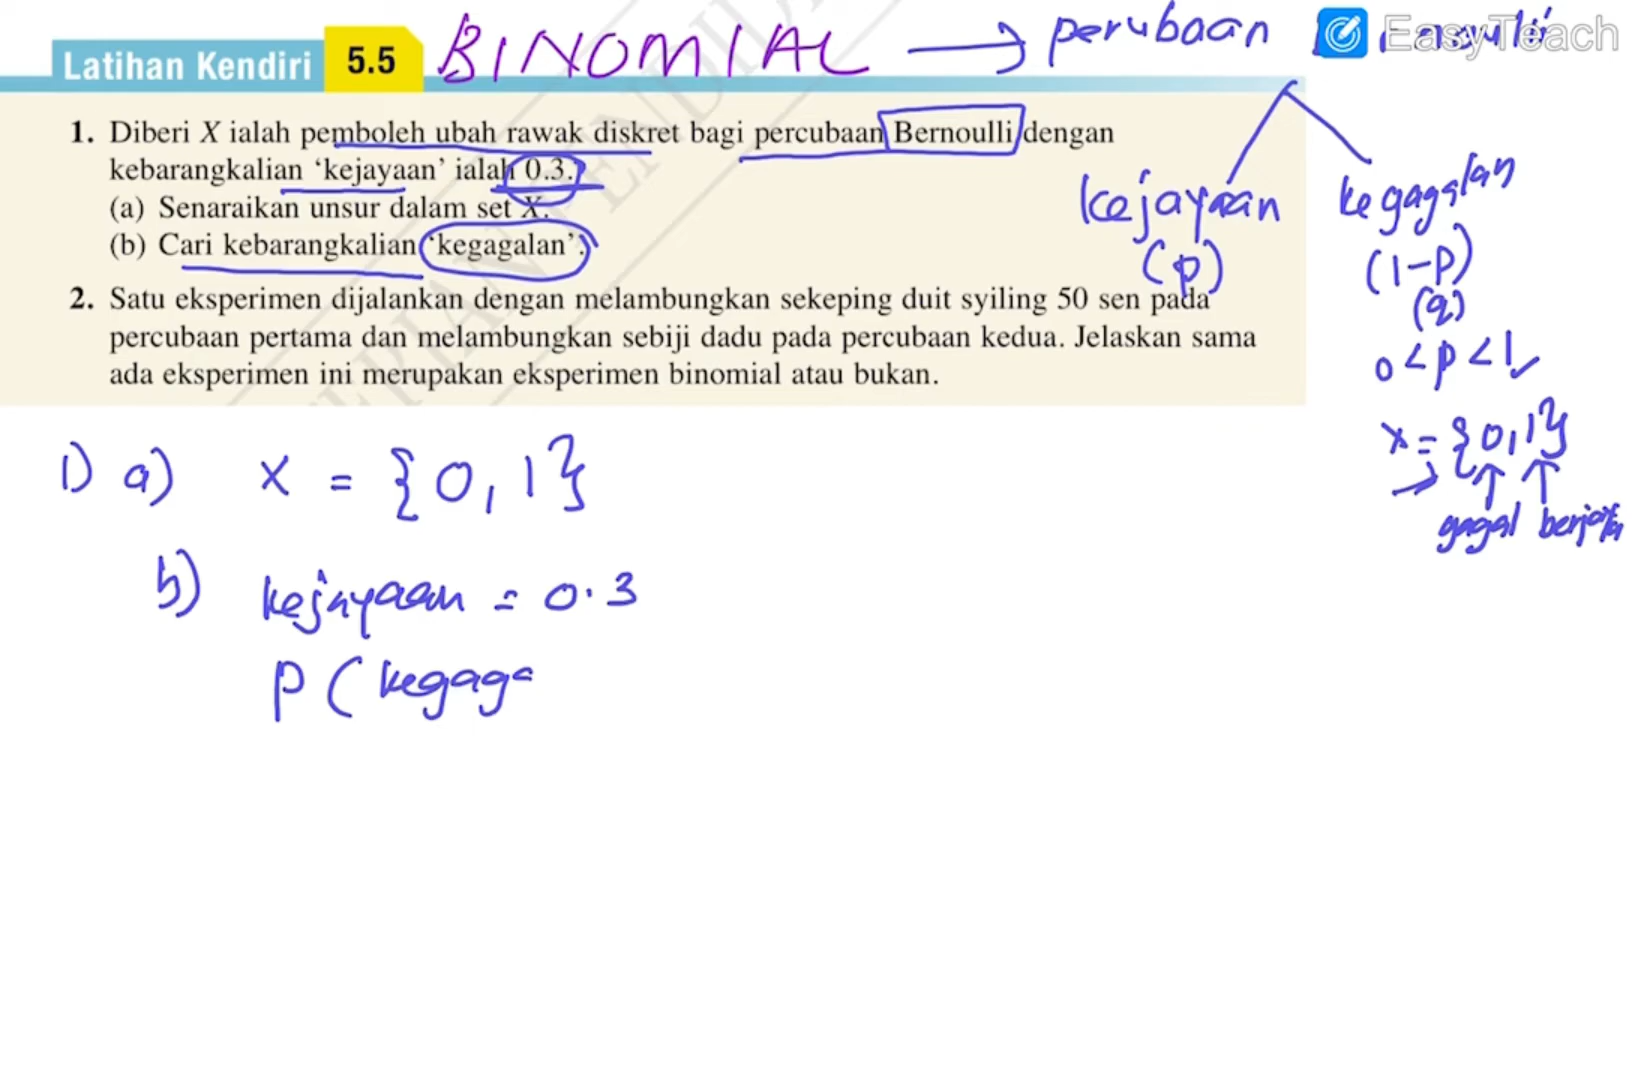 BINOMIAL → perubaan
EasyTeach
Latihan Kendiri 5.5
1. Diberi X ialah pemboleh ubah rawak diskret bagi percubaan Bernoulli dengan
kebarangkalian ‘kejayaan’ ialah 0.3.
(a) Senaraikan unsur dalam set X.
(b) Cari kebarangkalian ‘kegagalan’.
2. Satu eksperimen dijalankan dengan melambungkan sekeping duit syiling 50 sen pada
percubaan pertama dan melambungkan sebiji dadu pada percubaan kedua. Jelaskan sama
ada eksperimen ini merupakan eksperimen binomial atau bukan.
kejayaan kegagalan
(p) (1-p)
(q)
0 < p < 1
x = {0, 1}
gagal berjaya
1) a) X = {0, 1}
b) kejayaan = 0.3
P (kegaga